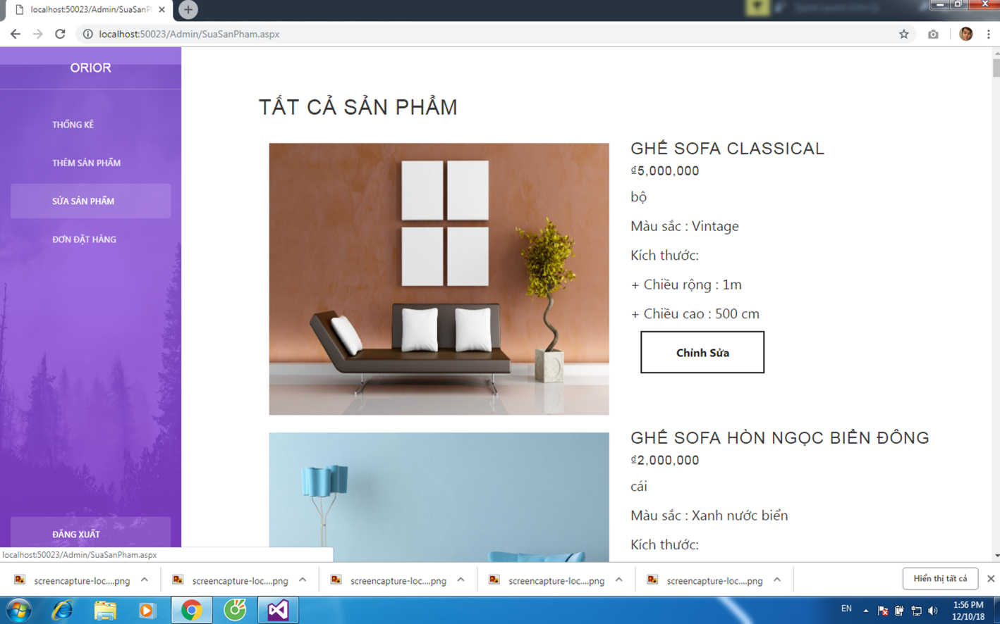 localhost:50023/Admin/SuaSanP
localhost:50023/Admin/SuaSanPham.aspx
ORIOR
THỐNG KÊ
THÊM SẢN PHẨM
SỬA SẢN PHẨM
ĐƠN ĐẶT HÀNG
ĐĂNG XUẤT
TẤT CẢ SẢN PHẨM
GHẾ SOFA CLASSICAL
₫5,000,000
bộ
Màu sắc : Vintage
Kích thước:
+ Chiều rộng : 1m
+ Chiều cao : 500 cm
Chỉnh Sửa
GHẾ SOFA HÒN NGỌC BIỂN ĐÔNG
₫2,000,000
cái
Màu sắc : Xanh nước biển
Kích thước:
localhost:50023/Admin/SuaSanPham.aspx
screencapture-loc....png
screencapture-loc....png
screencapture-loc....png
screencapture-loc....png
screencapture-loc....png
Hiển thị tất cả
EN
1:56 PM
12/10/18